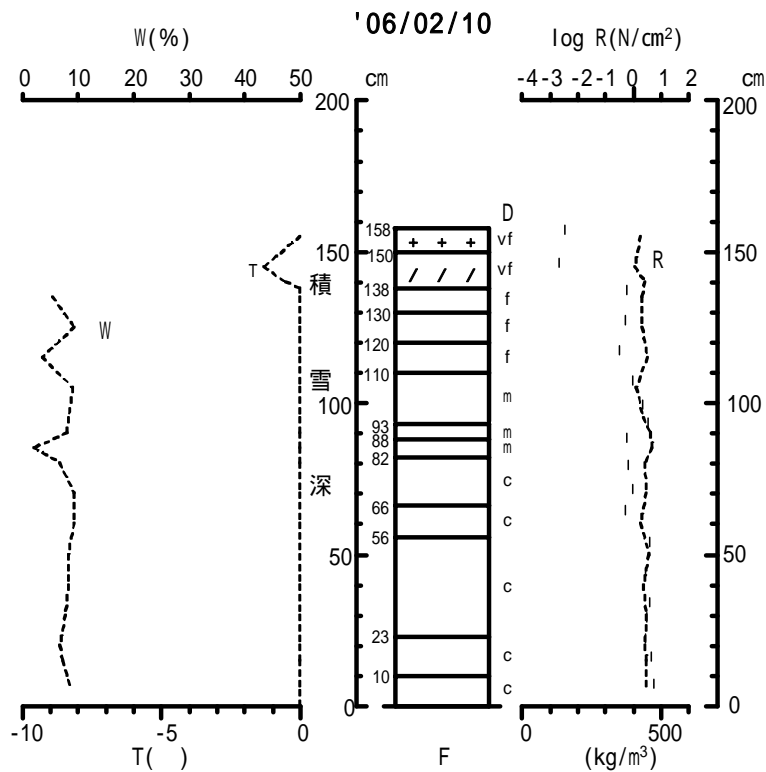 '06/02/10
W(%)
log R(N/cm²)
0 10 20 30 40 50 cm
-4 -3 -2 -1 0 1 2 cm
200
200
D
158
vf
150
150
150
vf
T
R
積
138
f
130
W
f
120
f
110
雪
m
100
100
93
m
88
m
82
深
c
66
c
56
50
50
c
23
c
10
c
0
0
-10 -5 0
0 500
T( )
F
(kg/m³)